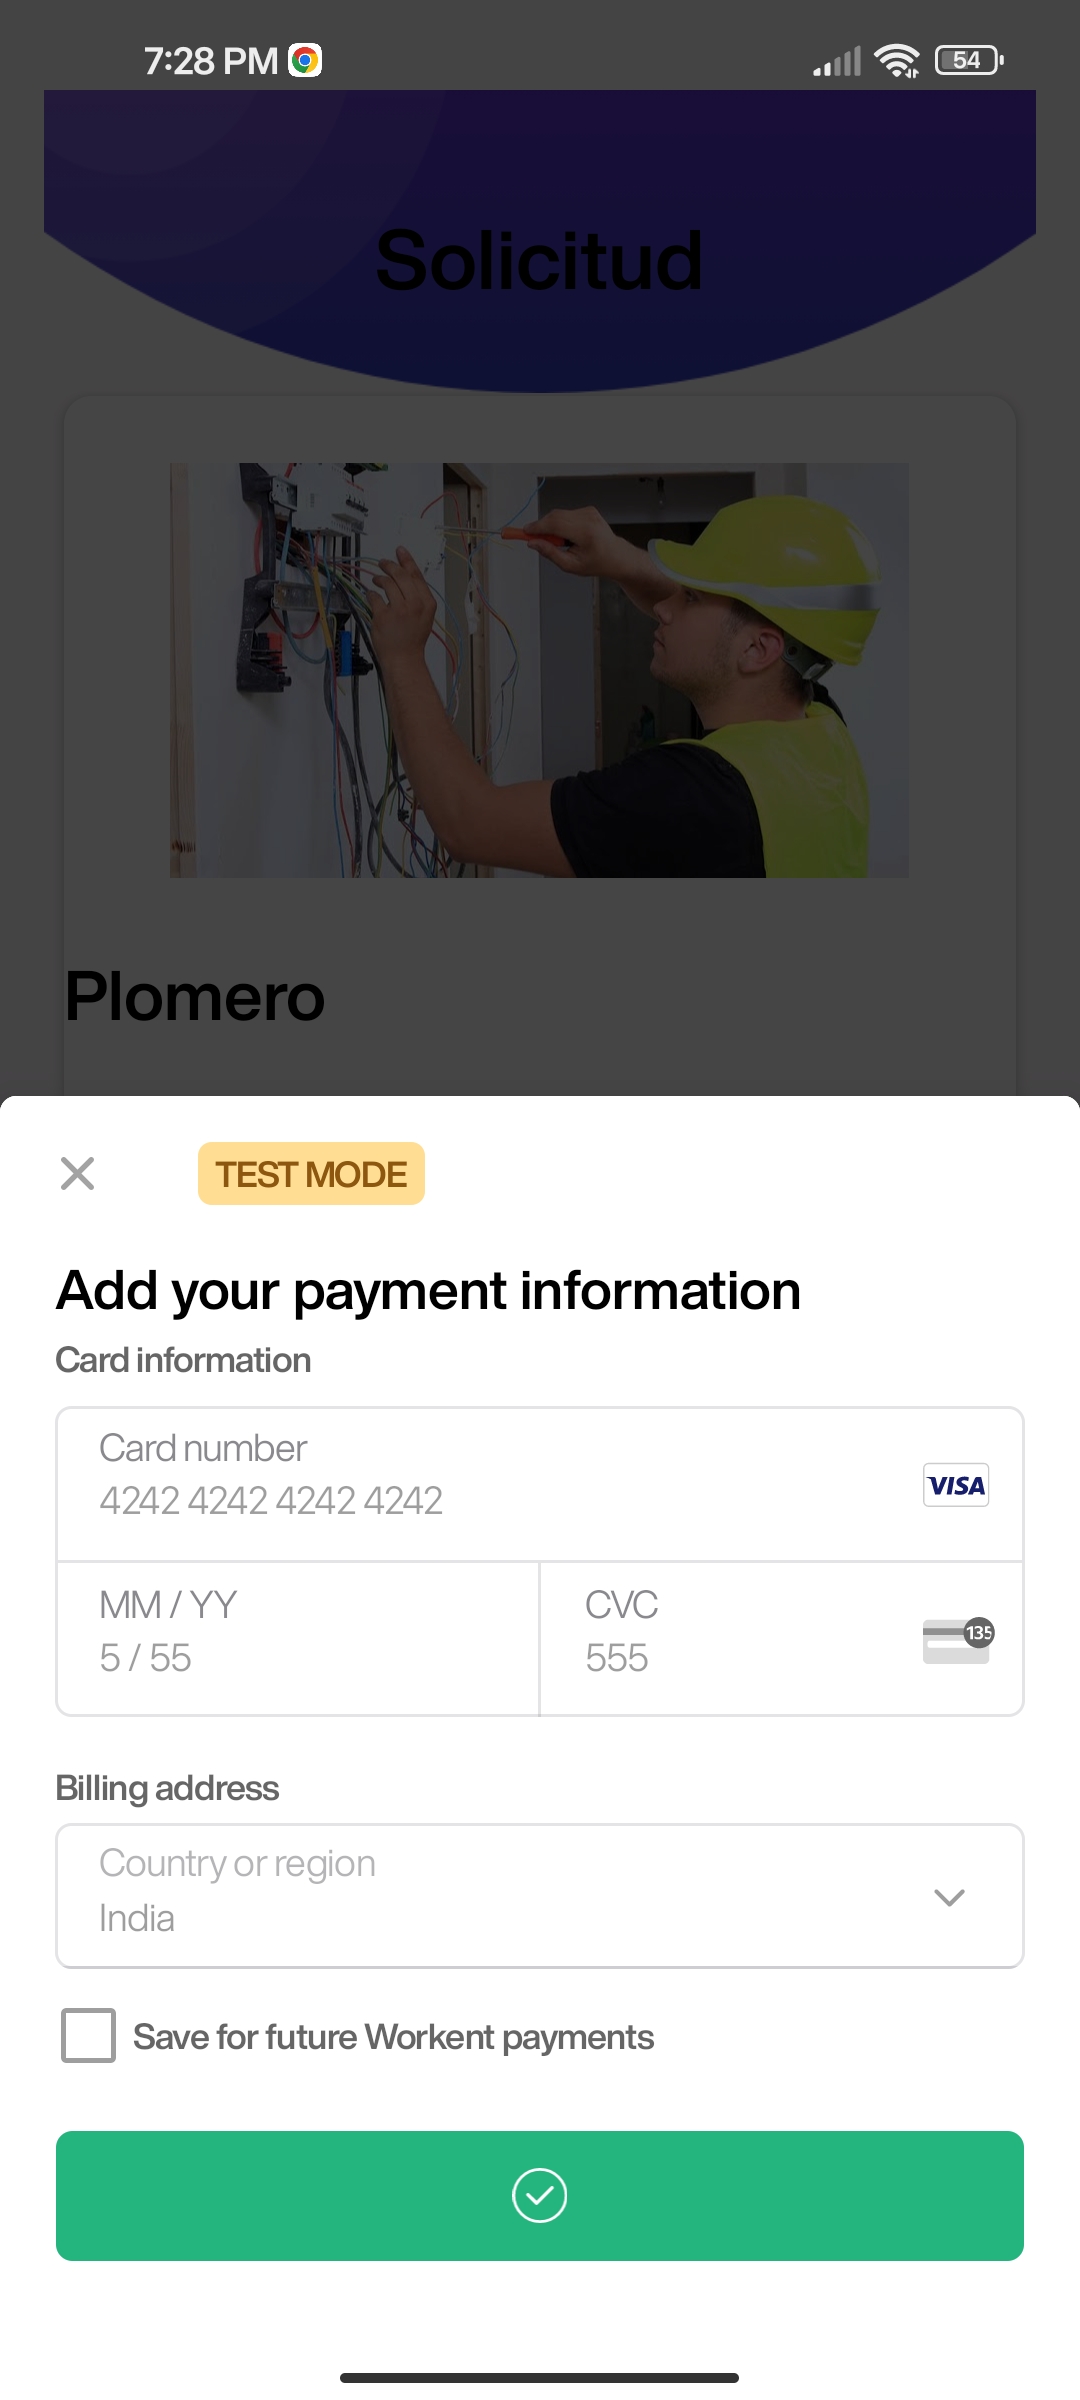 7:28 PM
54
Solicitud
Plomero
TEST MODE
Add your payment information
Card information
Card number
4242 4242 4242 4242
VISA
MM / YY
5 / 55
CVC
555
135
Billing address
Country or region
India
Save for future Workent payments